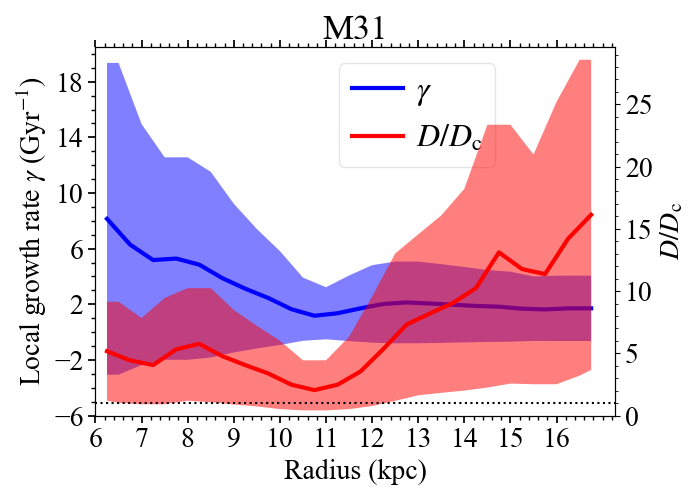 M31
Local growth rate γ (Gyr⁻¹)
18
14
10
6
2
−2
−6
γ
D/D_c
25
20
15
10
5
0
D/D_c
6 7 8 9 10 11 12 13 14 15 16
Radius (kpc)